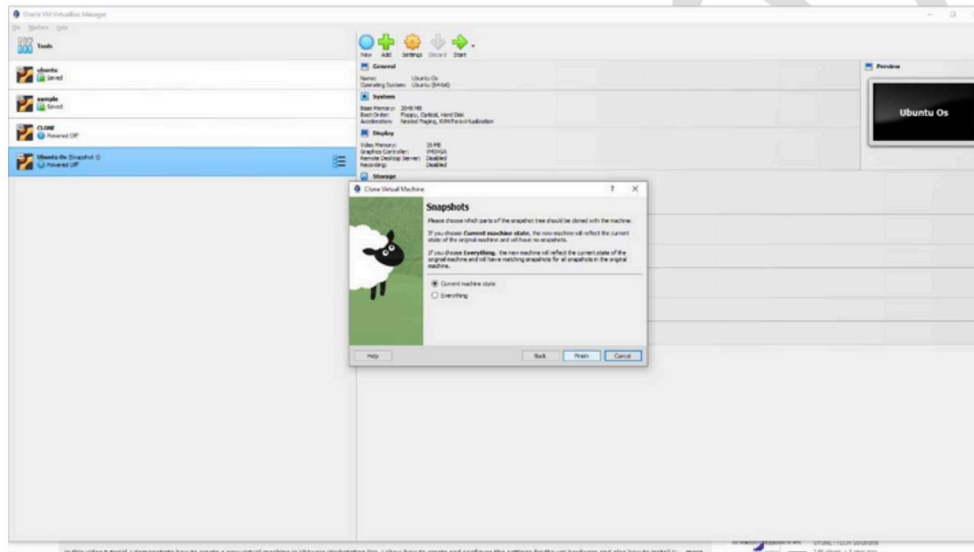 Oracle VM VirtualBox Manager
File Machine Help
Tools
New Add Settings Discard Start
ubuntu
Saved
sample
Saved
CLONE
Powered Off
Ubuntu Os (Snapshot 1)
Powered Off
General
Name: Ubuntu Os
Operating System: Ubuntu (64-bit)
System
Base Memory: 2048 MB
Boot Order: Floppy, Optical, Hard Disk
Acceleration: Nested Paging, KVM Paravirtualization
Display
Video Memory: 16 MB
Graphics Controller: VMSVGA
Remote Desktop Server: Disabled
Recording: Disabled
Storage
Preview
Ubuntu Os
Clone Virtual Machine ? X
Snapshots
Please choose which parts of the snapshot tree should be cloned with the machine.
If you choose Current machine state, the new machine will reflect the current
state of the original machine and will have no snapshots.
If you choose Everything, the new machine will reflect the current state of the
original machine and will have matching snapshots for all snapshots in the original
machine.
Current machine state
Everything
Help Back Finish Cancel